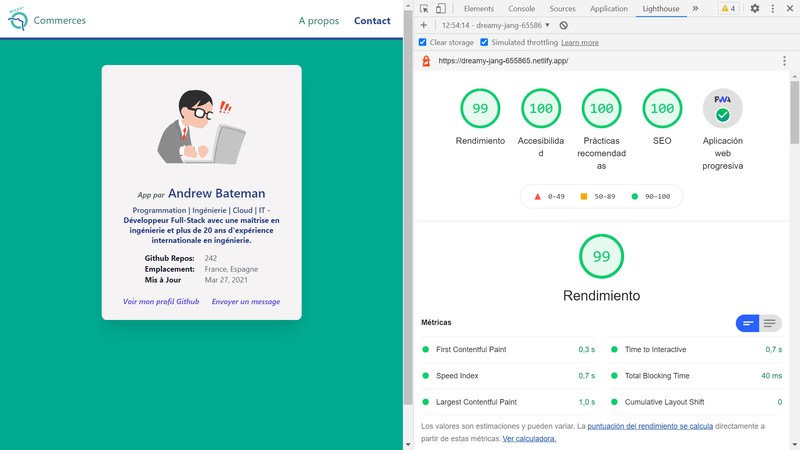 Commerces
A propos
Contact
App par Andrew Bateman
Programmation | Ingénierie | Cloud | IT -
Développeur Full-Stack avec une maîtrise en
ingénierie et plus de 20 ans d'expérience
internationale en ingénierie.
Github Repos: 242
Emplacement: France, Espagne
Mis à Jour Mar 27, 2021
Voir mon profil Github
Envoyer un message
Elements
Console
Sources
Application
Lighthouse
»
4
12:54:14 - dreamy-jang-65586
Clear storage
Simulated throttling
Learn more
https://dreamy-jang-655865.netlify.app/
99
100
100
100
PWA
Rendimiento
Accesibilida
d
Prácticas
recomendad
as
SEO
Aplicación
web
progresiva
0–49
50–89
90–100
99
Rendimiento
Métricas
First Contentful Paint 0,3 s
Time to Interactive 0,7 s
Speed Index 0,7 s
Total Blocking Time 40 ms
Largest Contentful Paint 1,0 s
Cumulative Layout Shift 0
Los valores son estimaciones y pueden variar. La puntuación del rendimiento se calcula directamente a
partir de estas métricas. Ver calculadora.